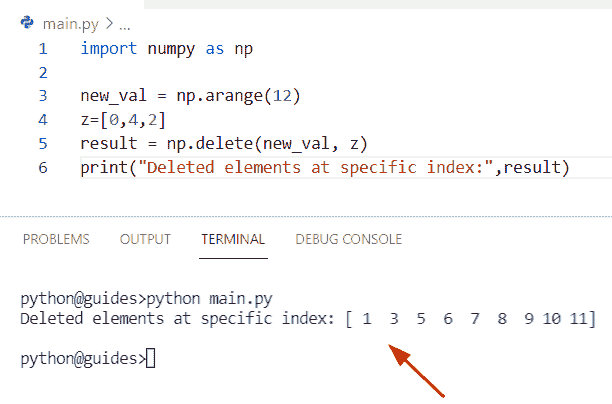 main.py > ...
1 import numpy as np
2
3 new_val = np.arange(12)
4 z=[0,4,2]
5 result = np.delete(new_val, z)
6 print("Deleted elements at specific index:",result)
PROBLEMS OUTPUT TERMINAL DEBUG CONSOLE
python@guides>python main.py
Deleted elements at specific index: [ 1  3  5  6  7  8  9 10 11]
python@guides>